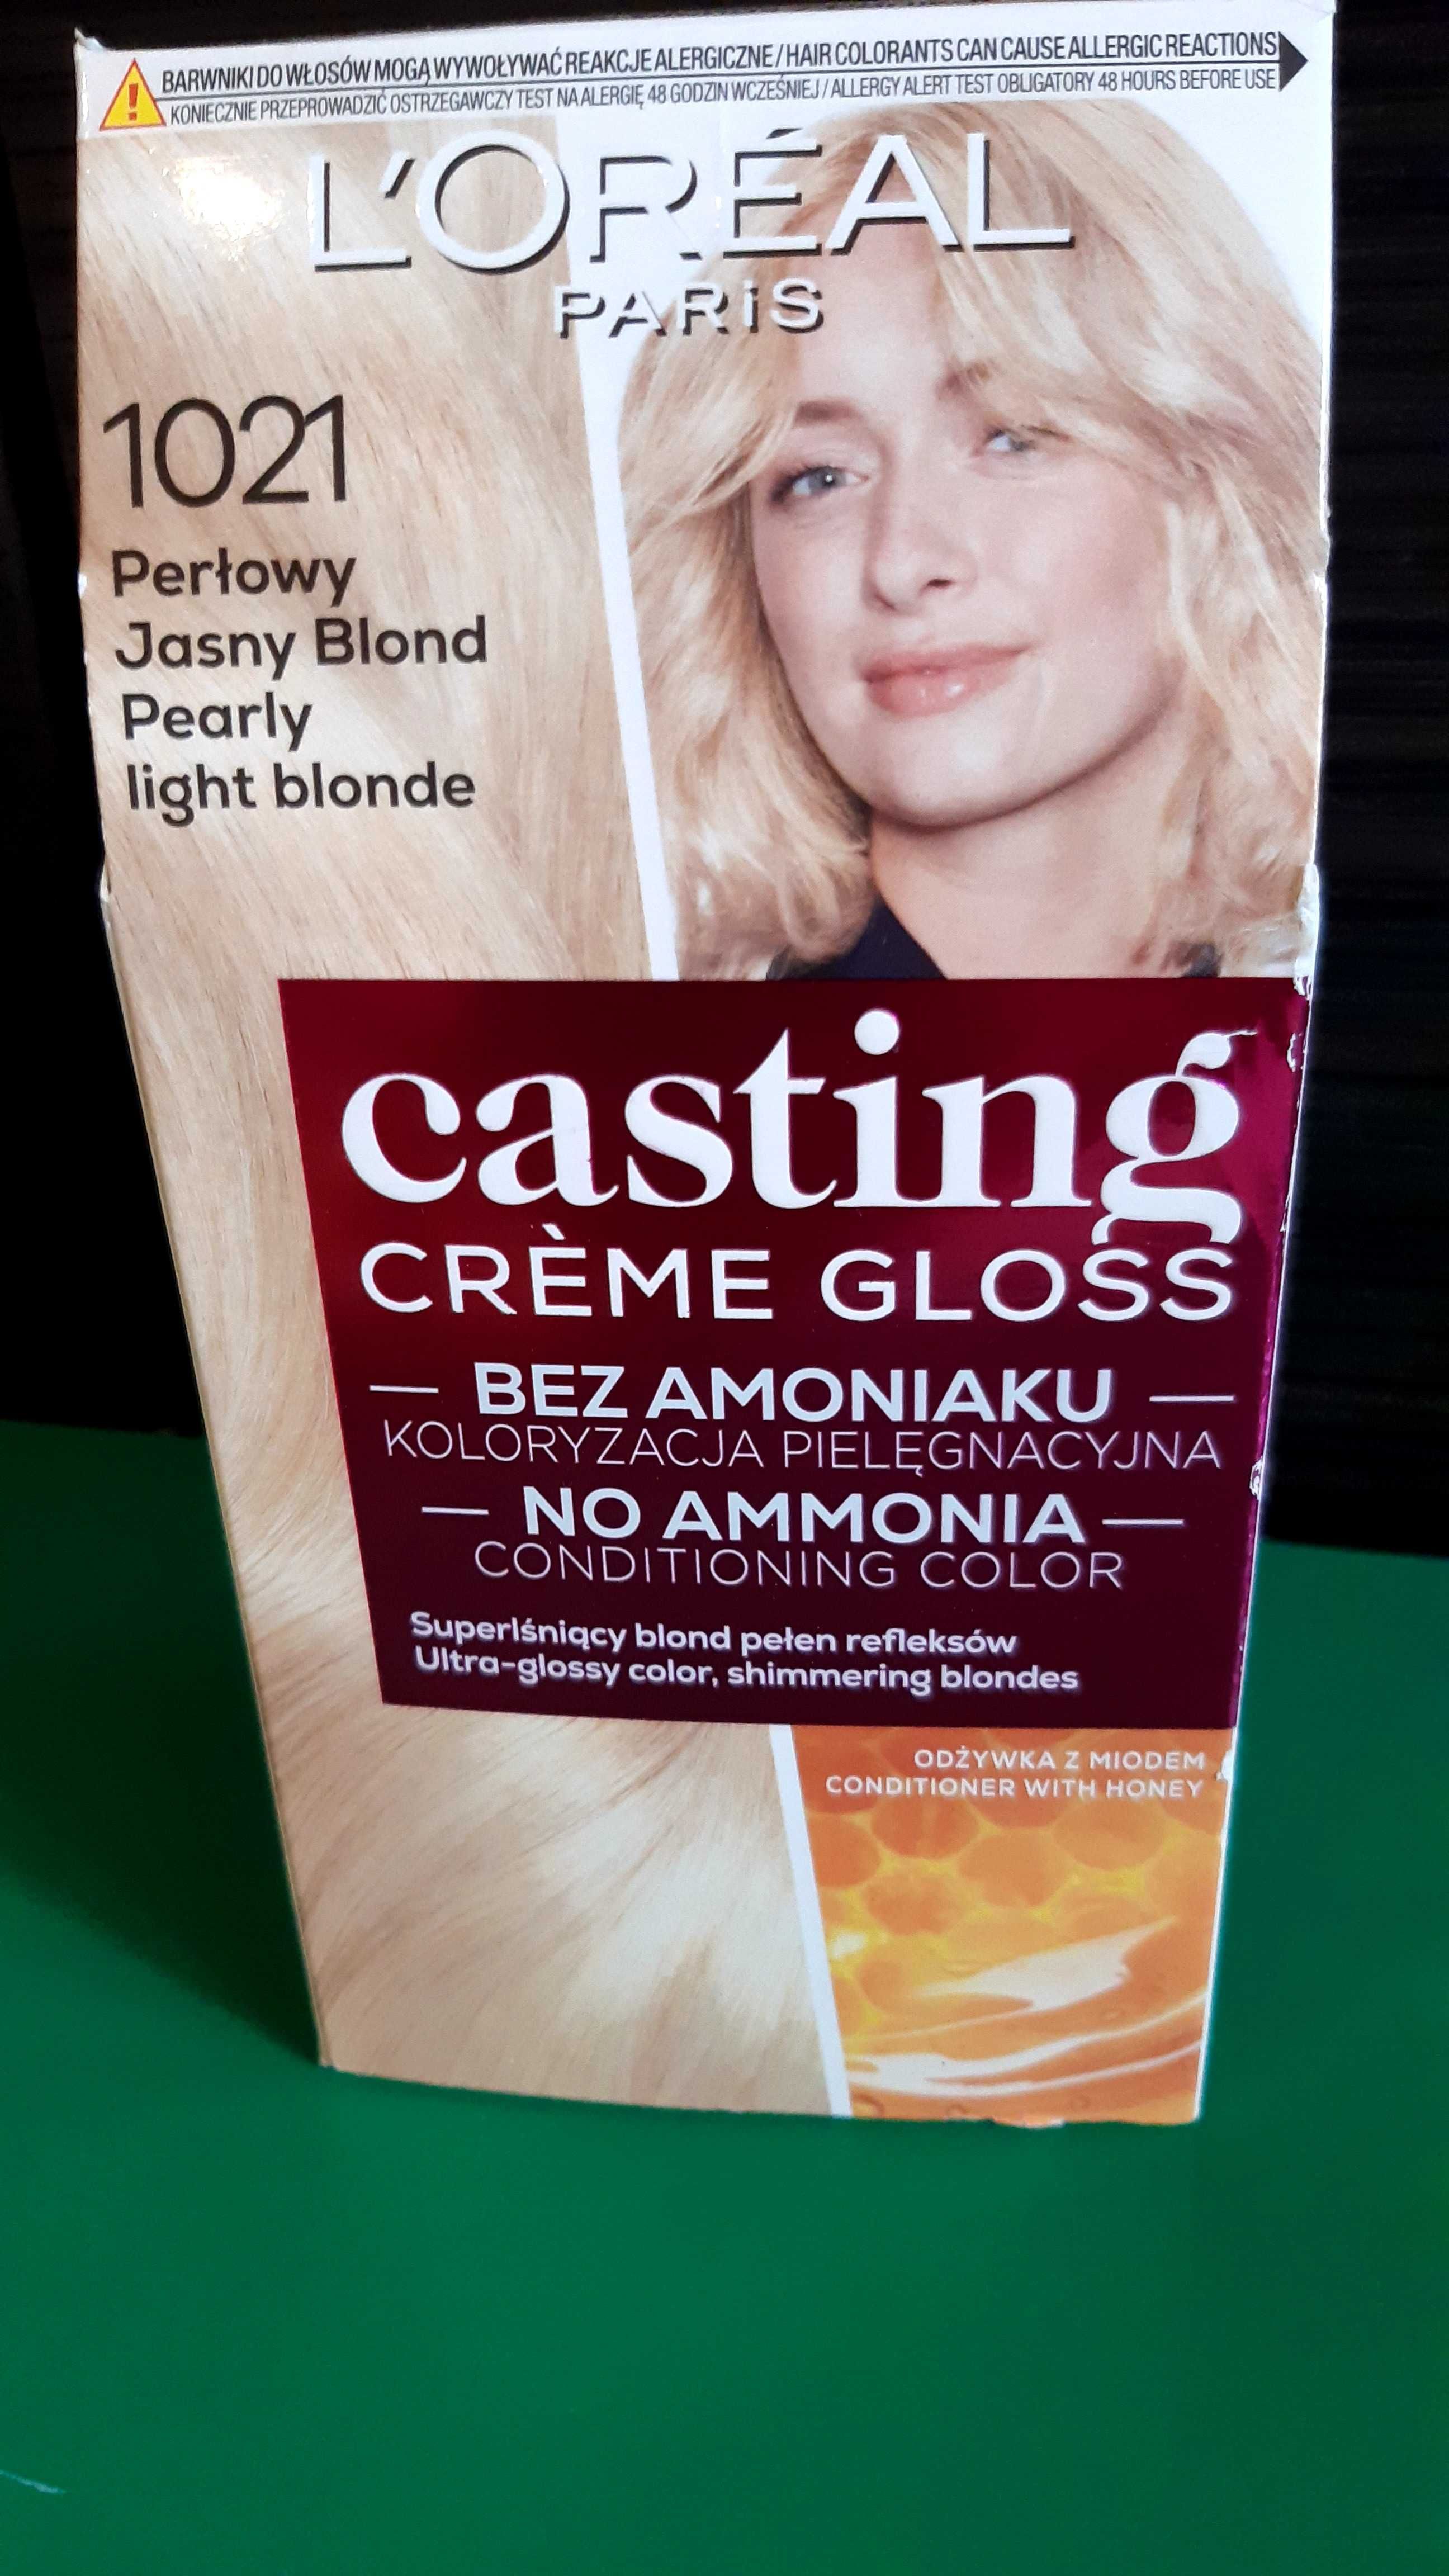 BARWNIKI DO WŁOSÓW MOGĄ WYWOŁYWAĆ REAKCJE ALERGICZNE / HAIR COLORANTS CAN CAUSE ALLERGIC REACTIONS
KONIECZNIE PRZEPROWADZIĆ OSTRZEGAWCZY TEST NA ALERGIĘ 48 GODZIN WCZEŚNIEJ / ALLERGY ALERT TEST OBLIGATORY 48 HOURS BEFORE USE
L'ORÉAL
PARiS
1021
Perłowy
Jasny Blond
Pearly
light blonde
casting
CRÈME GLOSS
— BEZ AMONIAKU —
KOLORYZACJA PIELĘGNACYJNA
— NO AMMONIA —
CONDITIONING COLOR
Superlśniący blond pełen refleksów
Ultra-glossy color, shimmering blondes
ODŻYWKA Z MIODEM
CONDITIONER WITH HONEY